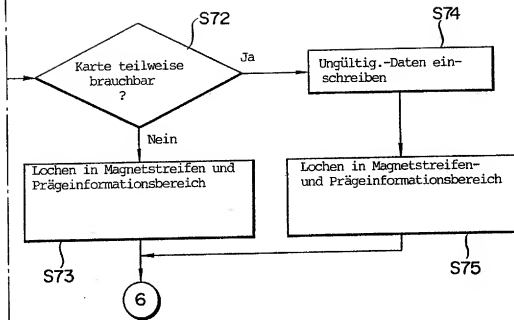 S72
Karte teilweise
brauchbar
?
Ja
Nein
S74
Ungültig.-Daten ein-
schreiben
Lochen in Magnetstreifen und
Prägeinformationsbereich
S73
Lochen in Magnetstreifen-
und Prägeinformationsbereich
S75
6